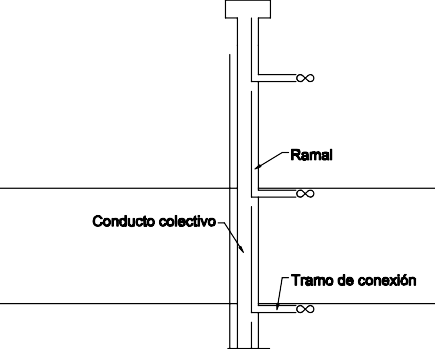 Ramal
Conducto colectivo
Tramo de conexión